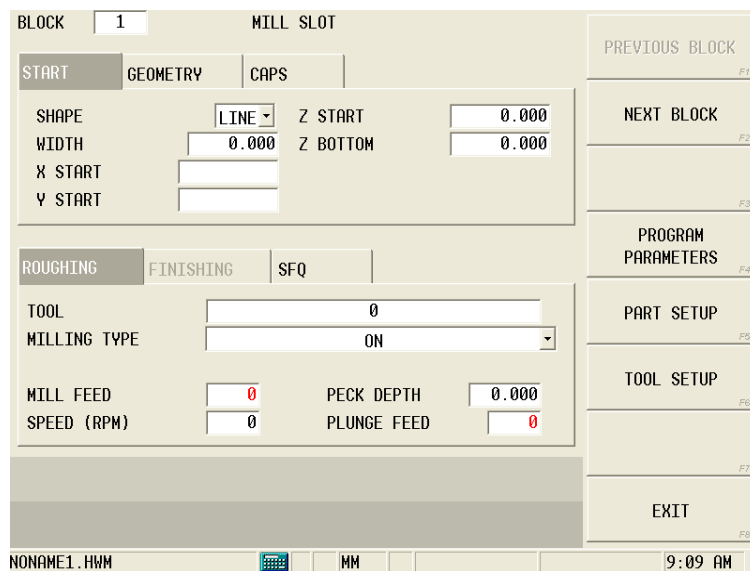 BLOCK 1 MILL SLOT
START GEOMETRY CAPS
SHAPE LINE Z START 0.000
WIDTH 0.000 Z BOTTOM 0.000
X START
Y START
ROUGHING FINISHING SFQ
TOOL 0
MILLING TYPE ON
MILL FEED 0 PECK DEPTH 0.000
SPEED (RPM) 0 PLUNGE FEED 0
PREVIOUS BLOCK
F1
NEXT BLOCK
F2
F3
PROGRAM
PARAMETERS
F4
PART SETUP
F5
TOOL SETUP
F6
F7
EXIT
F8
NONAME1.HWM MM 9:09 AM